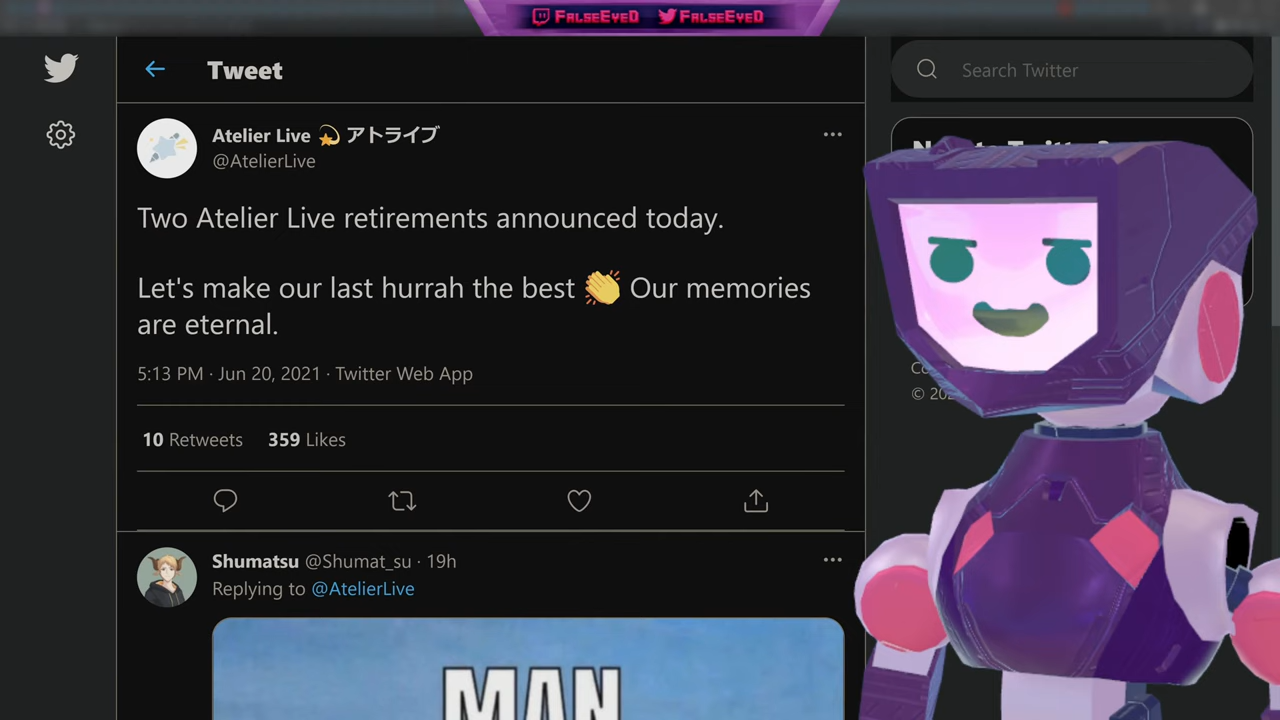 FalseEyeD FalseEyeD
Tweet
Search Twitter
Atelier Live 💫 アトライブ
@AtelierLive
Two Atelier Live retirements announced today.
Let's make our last hurrah the best 👏 Our memories
are eternal.
5:13 PM · Jun 20, 2021 · Twitter Web App
10 Retweets 359 Likes
Shumatsu @Shumat_su · 19h
Replying to @AtelierLive
MAN